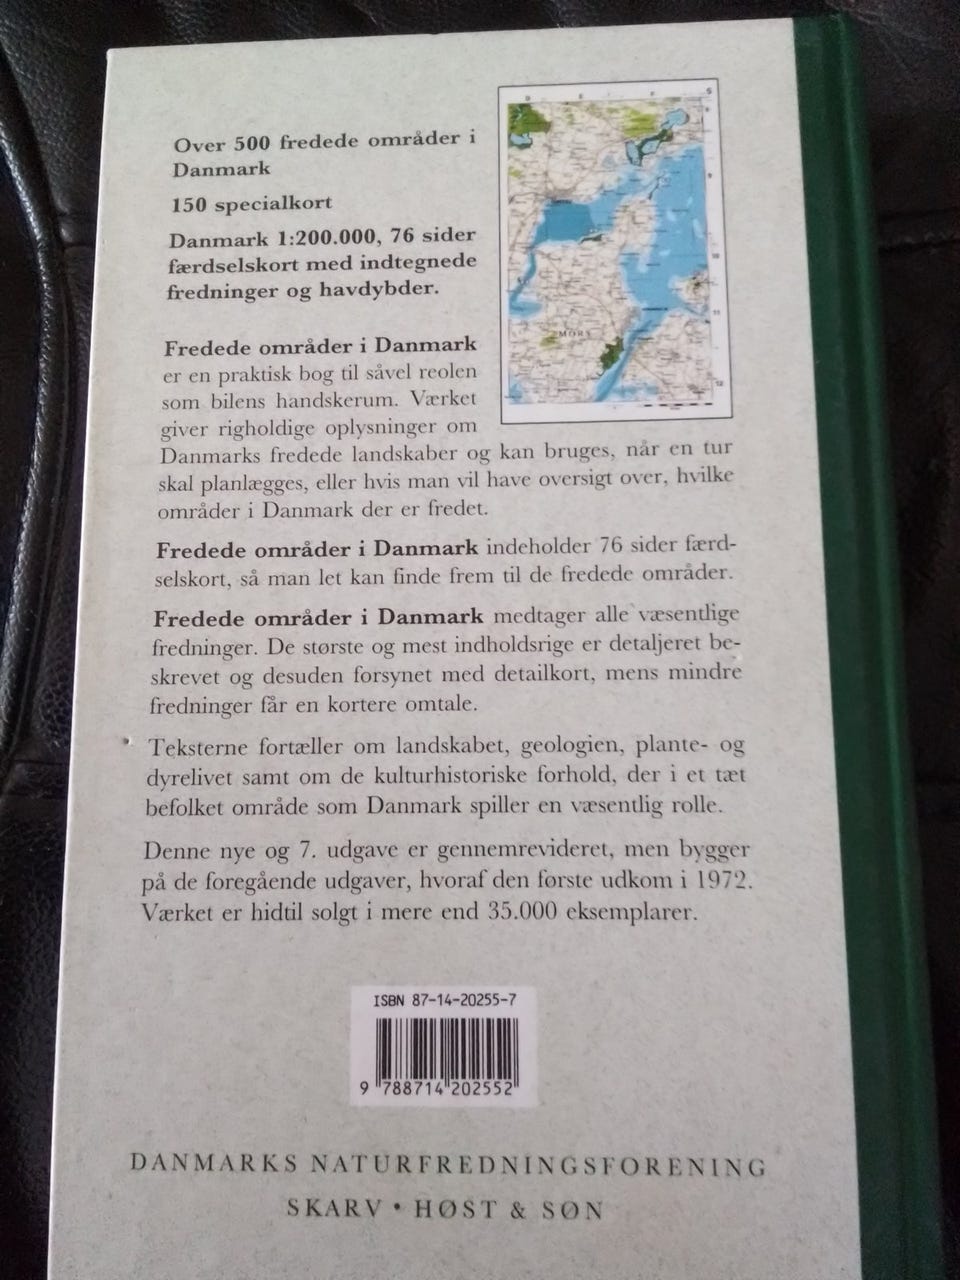 Over 500 fredede områder i
Danmark
150 specialkort
Danmark 1:200.000, 76 sider
færdselskort med indtegnede
fredninger og havdybder.
MORS
Fredede områder i Danmark
er en praktisk bog til såvel reolen
som bilens handskerum. Værket
giver righoldige oplysninger om
Danmarks fredede landskaber og kan bruges, når en tur
skal planlægges, eller hvis man vil have oversigt over, hvilke
områder i Danmark der er fredet.
Fredede områder i Danmark indeholder 76 sider færd-
selskort, så man let kan finde frem til de fredede områder.
Fredede områder i Danmark medtager alle væsentlige
fredninger. De største og mest indholdsrige er detaljeret be-
skrevet og desuden forsynet med detailkort, mens mindre
fredninger får en kortere omtale.
Teksterne fortæller om landskabet, geologien, plante- og
dyrelivet samt om de kulturhistoriske forhold, der i et tæt
befolket område som Danmark spiller en væsentlig rolle.
Denne nye og 7. udgave er gennemrevideret, men bygger
på de foregående udgaver, hvoraf den første udkom i 1972.
Værket er hidtil solgt i mere end 35.000 eksemplarer.
ISBN 87-14-20255-7
9 788714 202552
DANMARKS NATURFREDNINGSFORENING
SKARV • HØST & SØN